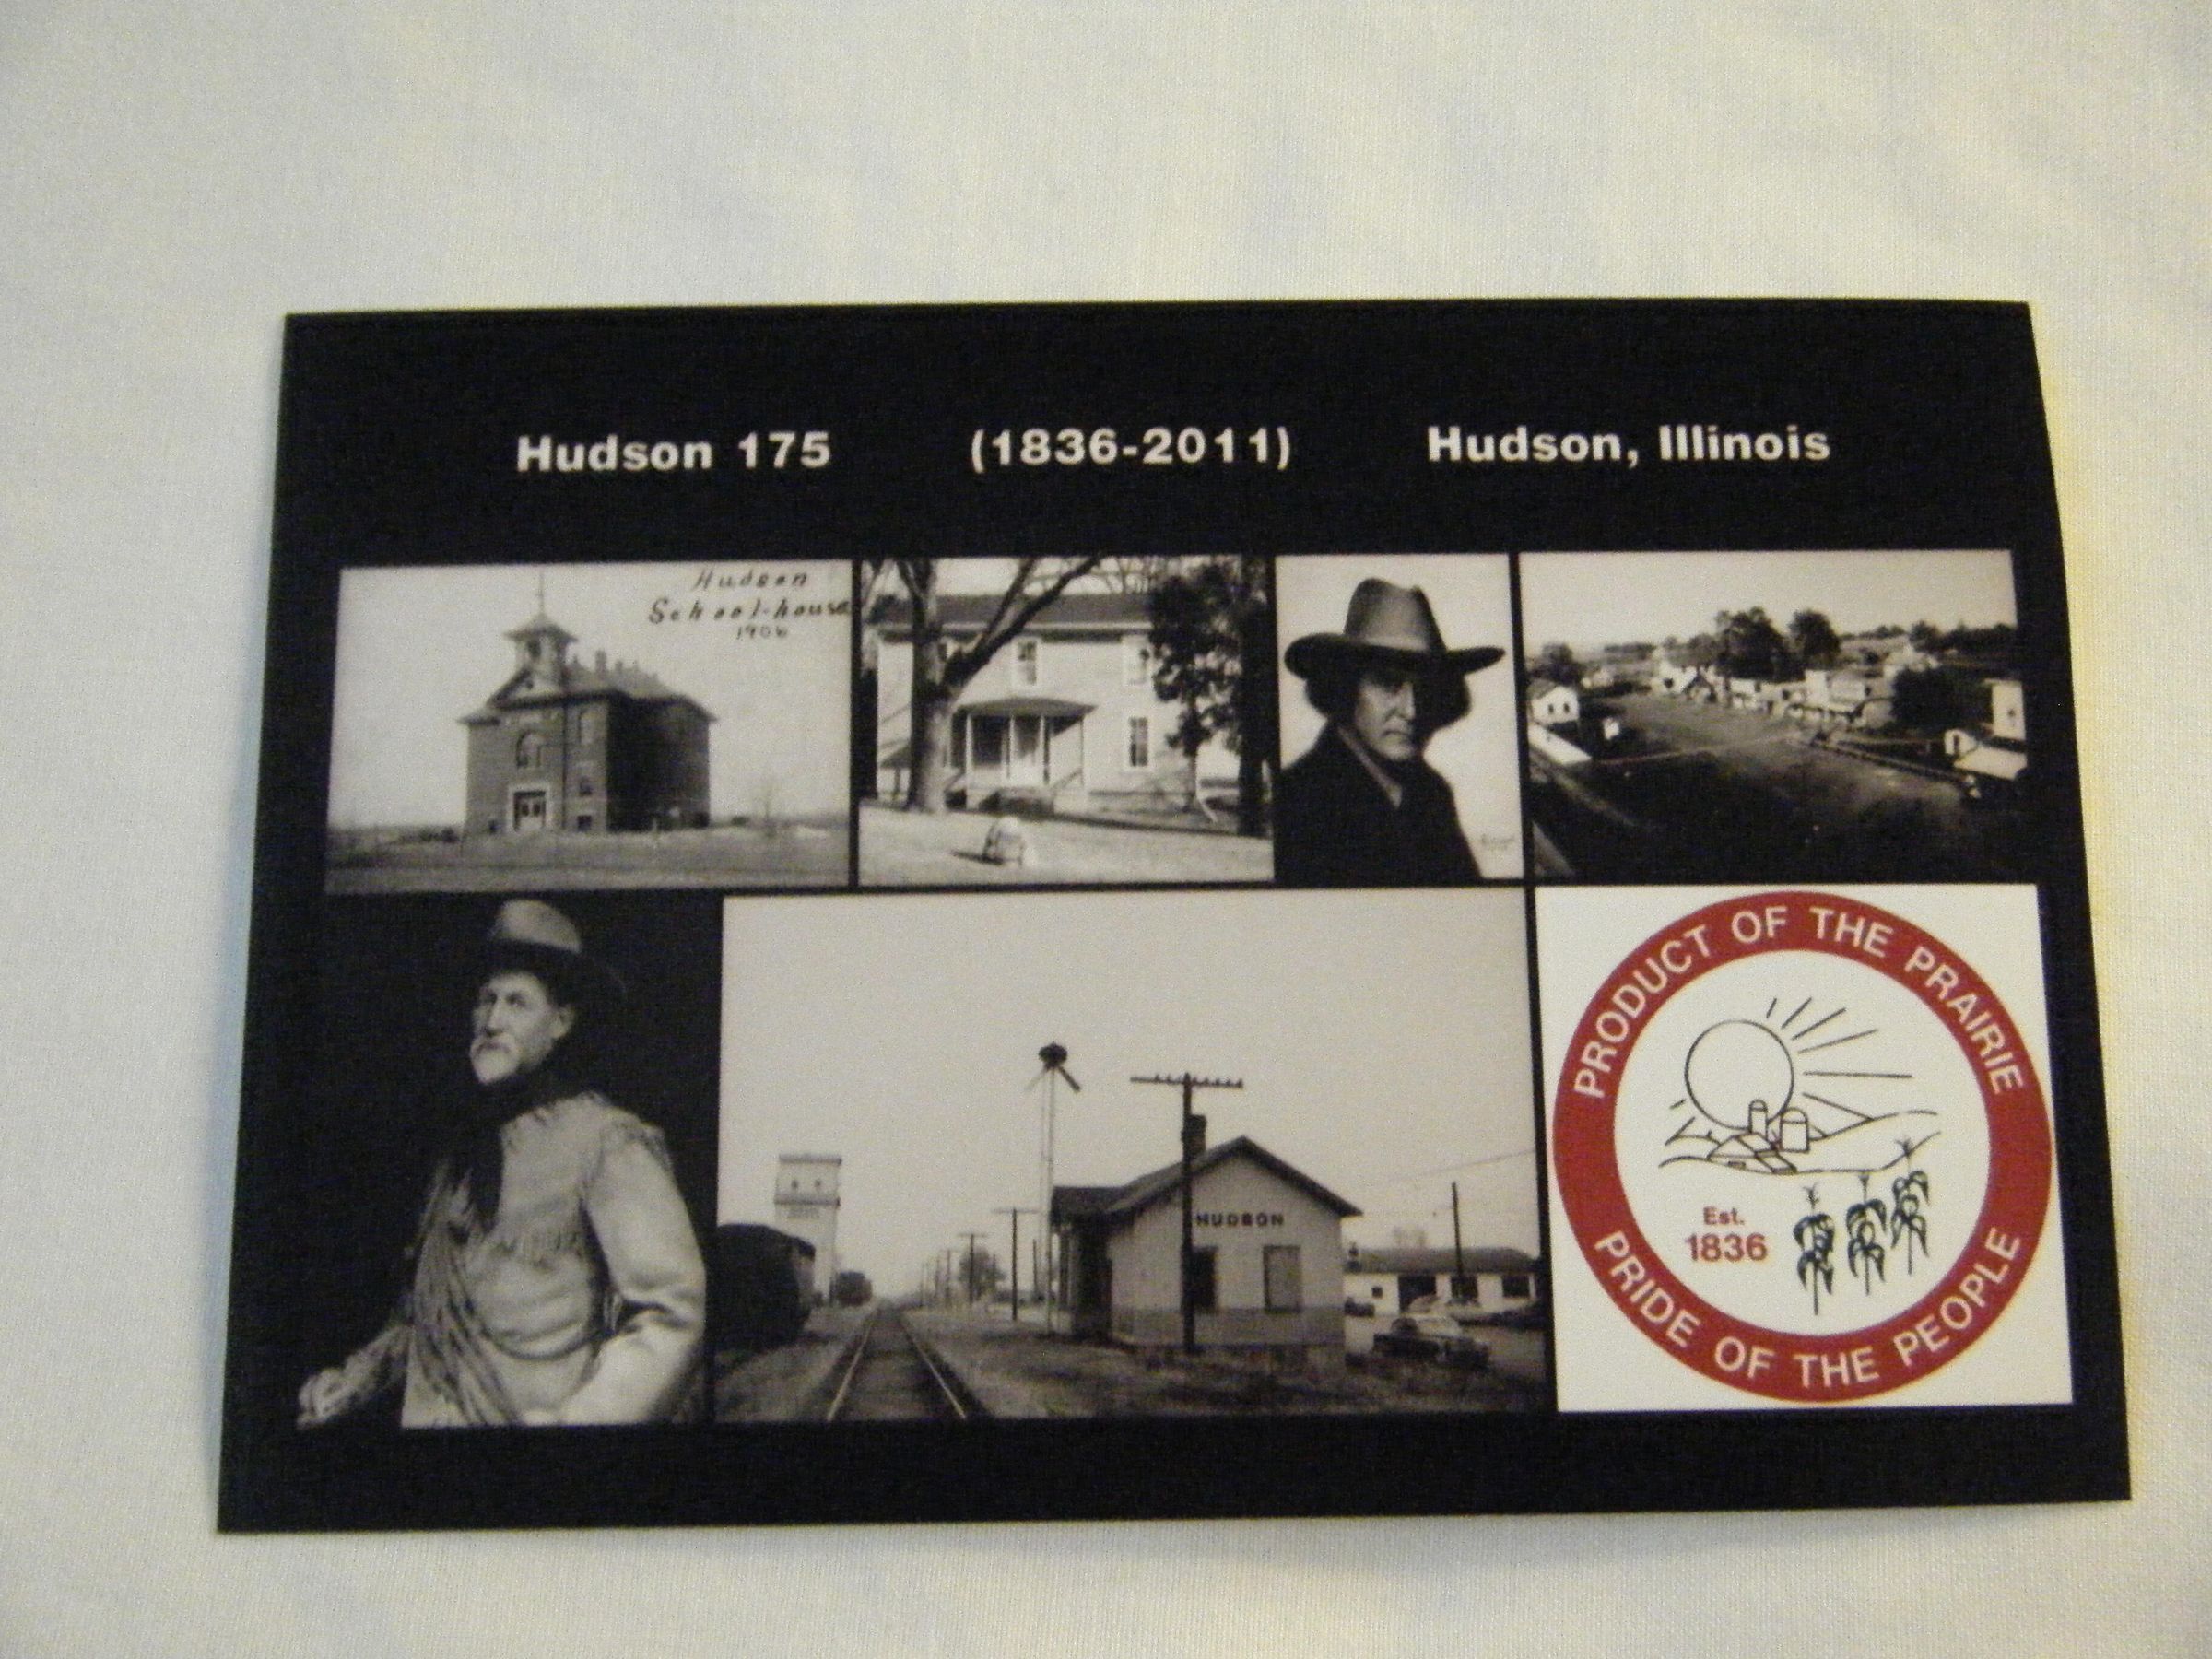 Hudson 175 (1836-2011) Hudson, Illinois
Hudson
School-house
1906
HUDSON
PRODUCT OF THE PRAIRIE
Est.
1836
PRIDE OF THE PEOPLE